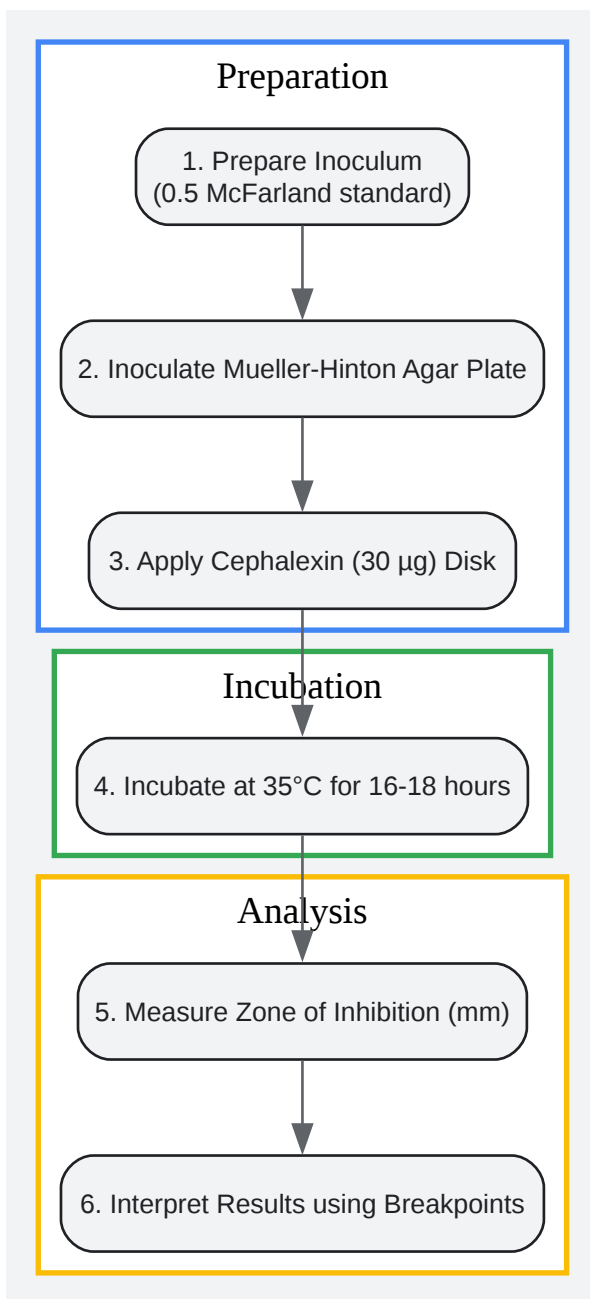 Preparation
1. Prepare Inoculum
(0.5 McFarland standard)
2. Inoculate Mueller-Hinton Agar Plate
3. Apply Cephalexin (30 µg) Disk
Incubation
4. Incubate at 35°C for 16-18 hours
Analysis
5. Measure Zone of Inhibition (mm)
6. Interpret Results using Breakpoints